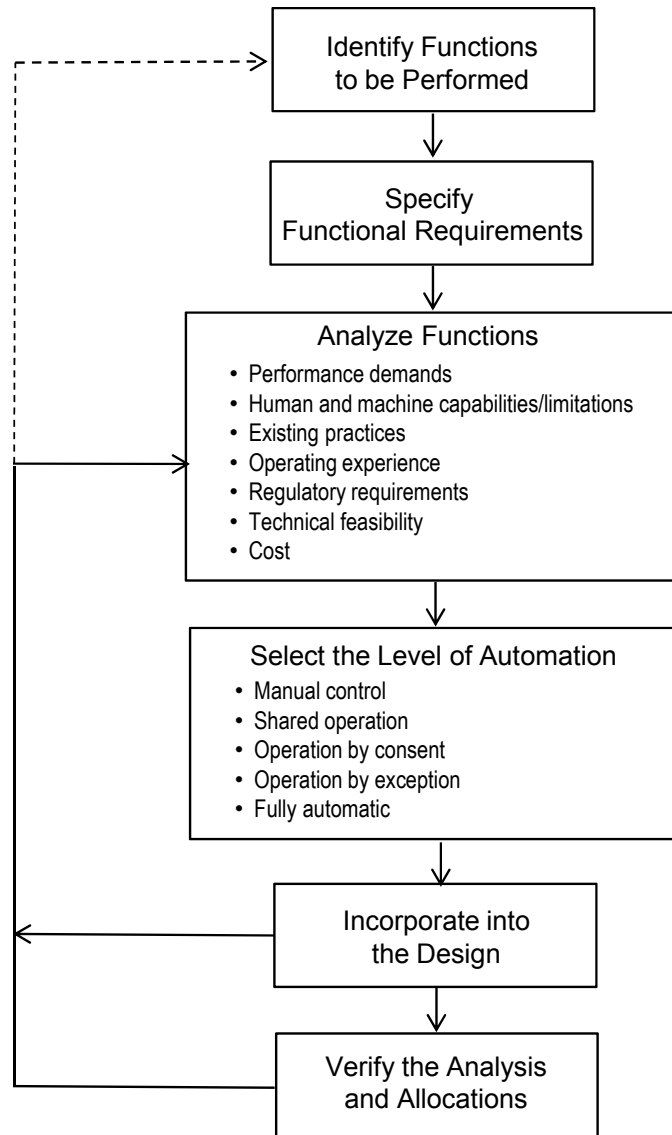 Identify Functions
to be Performed
Specify
Functional Requirements
Analyze Functions
• Performance demands
• Human and machine capabilities/limitations
• Existing practices
• Operating experience
• Regulatory requirements
• Technical feasibility
• Cost
Select the Level of Automation
• Manual control
• Shared operation
• Operation by consent
• Operation by exception
• Fully automatic
Incorporate into
the Design
Verify the Analysis
and Allocations